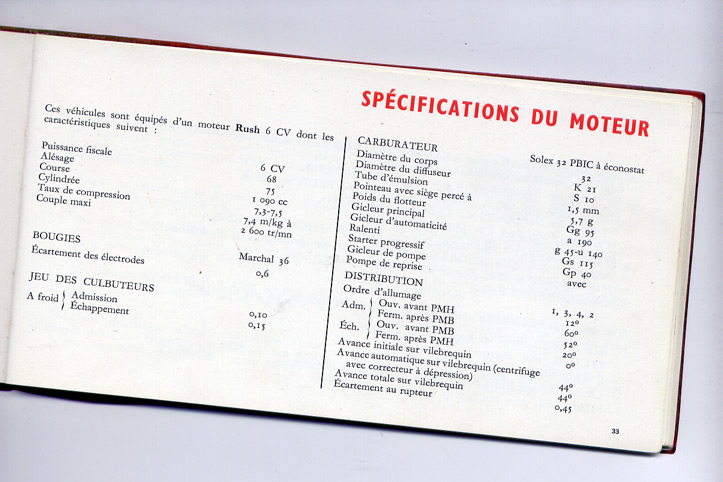 SPÉCIFICATIONS DU MOTEUR
Ces véhicules sont équipés d'un moteur Rush 6 CV dont les
caractéristiques suivent :
Puissance fiscale 6 CV
Alésage 68
Course 75
Cylindrée 1 090 cc
Taux de compression 7,3-7,5
Couple maxi 7,4 m/kg à
2 600 tr/mn
BOUGIES Marchal 36
Écartement des électrodes 0,6
JEU DES CULBUTEURS
A froid Admission 0,10
Échappement 0,15
CARBURATEUR Solex 32 PBIC à éconostat
Diamètre du corps 32
Diamètre du diffuseur K 21
Tube d'émulsion S 10
Pointeau avec siège percé à 1,5 mm
Poids du flotteur 5,7 g
Gicleur principal Gg 95
Gicleur d'automaticité a 190
Ralenti g 45-u 140
Starter progressif Gs 115
Gicleur de pompe Gp 40
Pompe de reprise avec
DISTRIBUTION
Ordre d'allumage 1, 3, 4, 2
Adm. Ouv. avant PMH 12°
Ferm. après PMB 60°
Éch. Ouv. avant PMB 52°
Ferm. après PMH 20°
Avance initiale sur vilebrequin 0°
Avance automatique sur vilebrequin (centrifuge
avec correcteur à dépression) 44°
Avance totale sur vilebrequin 44°
Écartement au rupteur 0,45
33